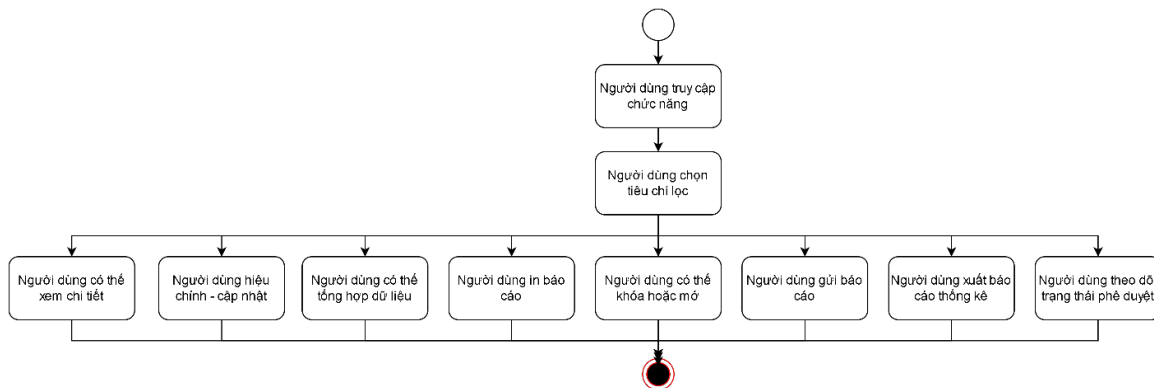 Người dùng truy cập
chức năng
Người dùng chọn
tiêu chí lọc
Người dùng có thể
xem chi tiết
Người dùng hiệu
chỉnh - cập nhật
Người dùng có thể
tổng hợp dữ liệu
Người dùng in báo
cáo
Người dùng có thể
khóa hoặc mở
Người dùng gửi báo
cáo
Người dùng xuất báo
cáo thống kê
Người dùng theo dõi
trạng thái phê duyệt